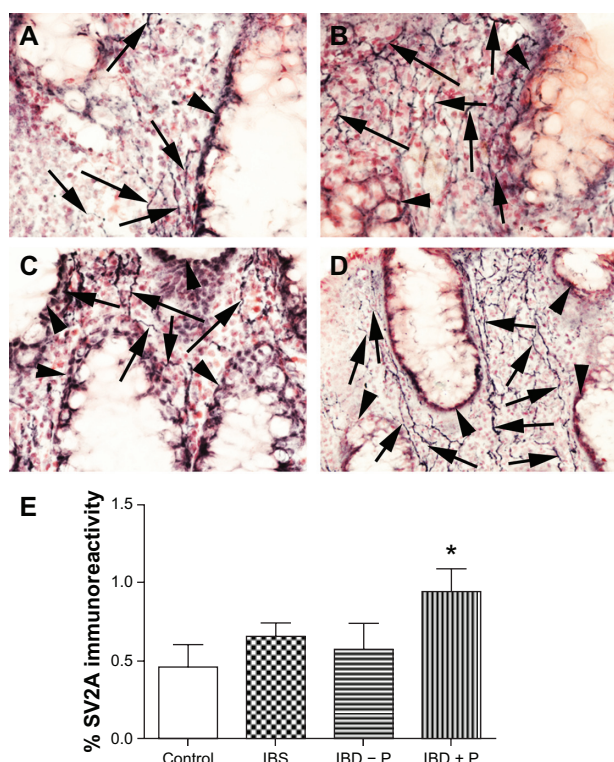 A
B
C
D
E
% SV2A immunoreactivity
1.5
1.0
0.5
0.0
*
Control
IBS
IBD − P
IBD + P